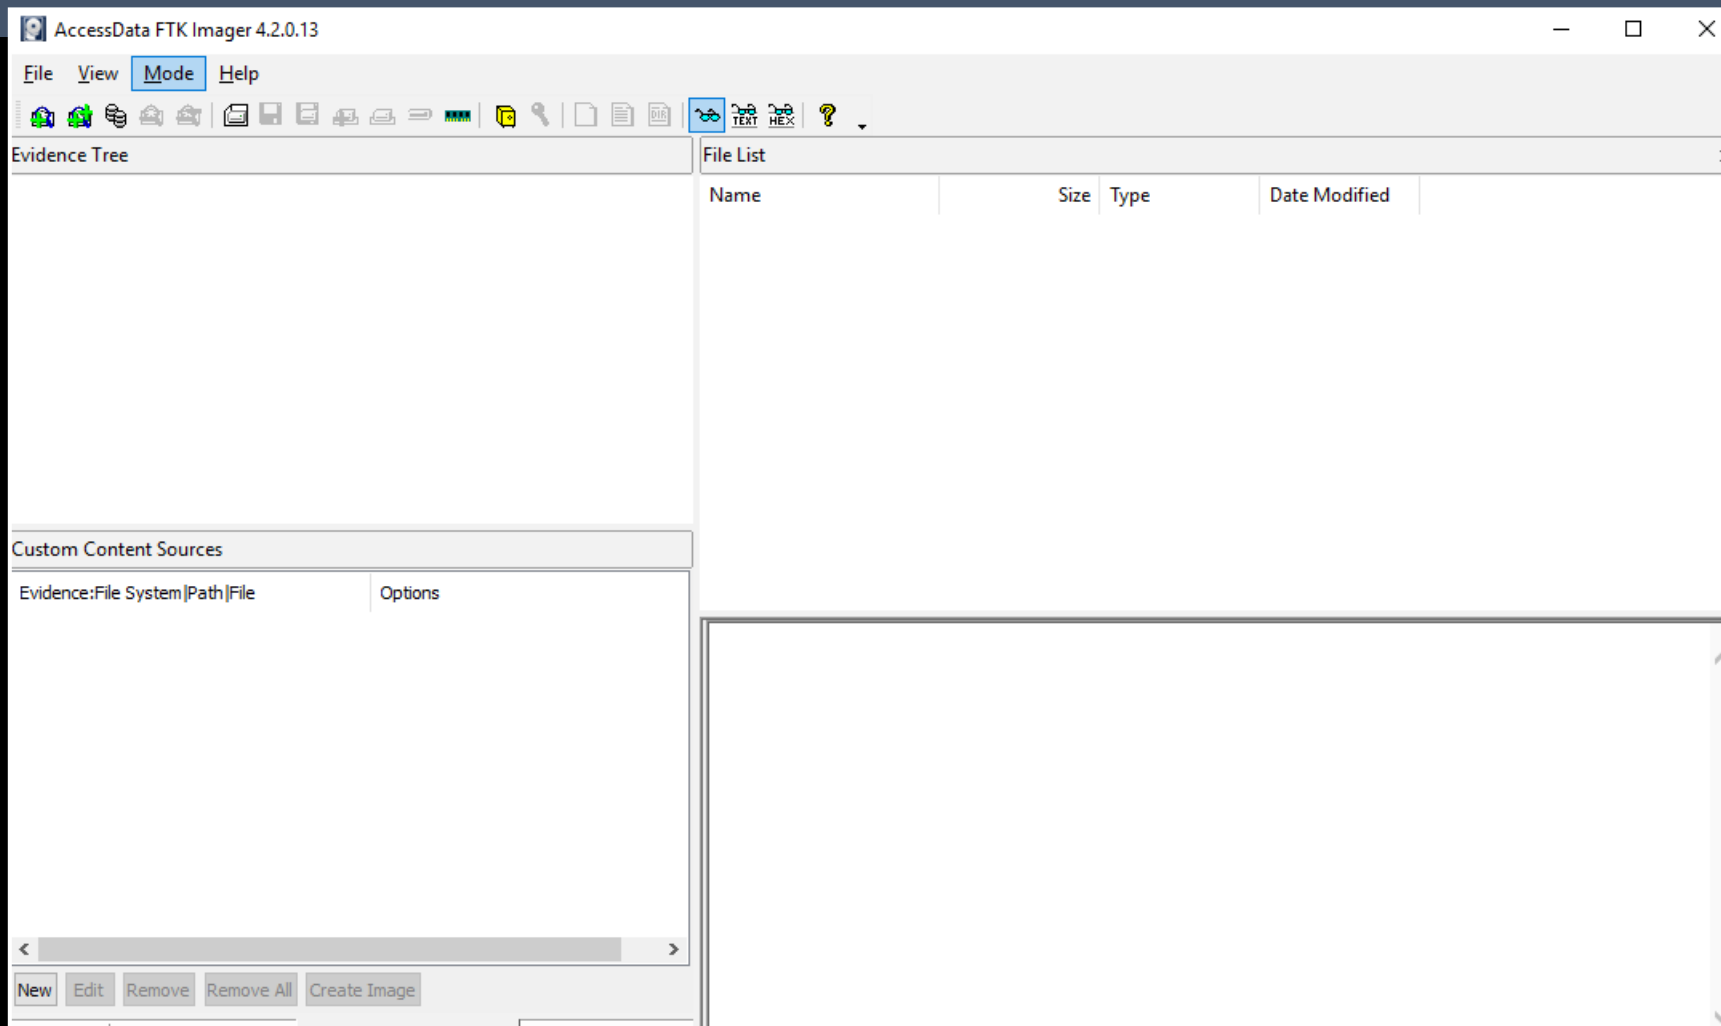 AccessData FTK Imager 4.2.0.13
File View Mode Help
DIR TEXT HEX
Evidence Tree
File List
Name Size Type Date Modified
Custom Content Sources
Evidence:File System|Path|File Options
New Edit Remove Remove All Create Image